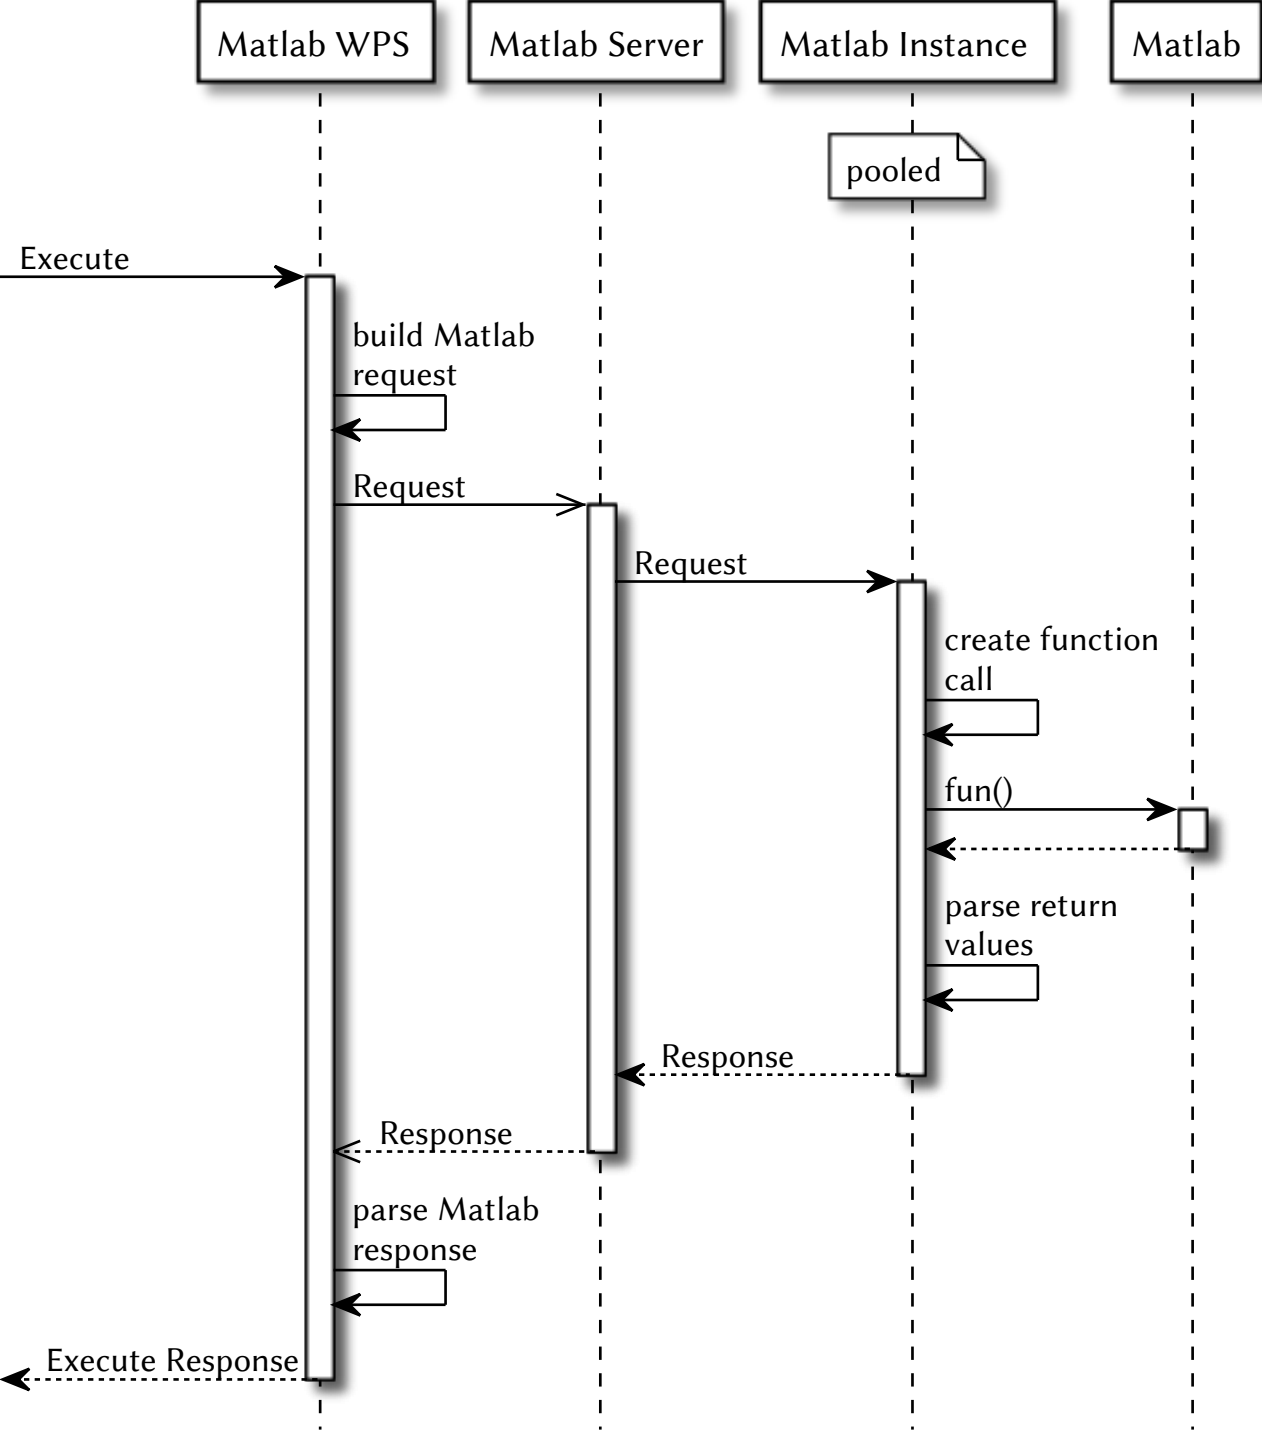 Matlab WPS
Matlab Server
Matlab Instance
Matlab
pooled
Execute
build Matlab
request
Request
Request
create function
call
fun()
parse return
values
Response
Response
parse Matlab
response
Execute Response